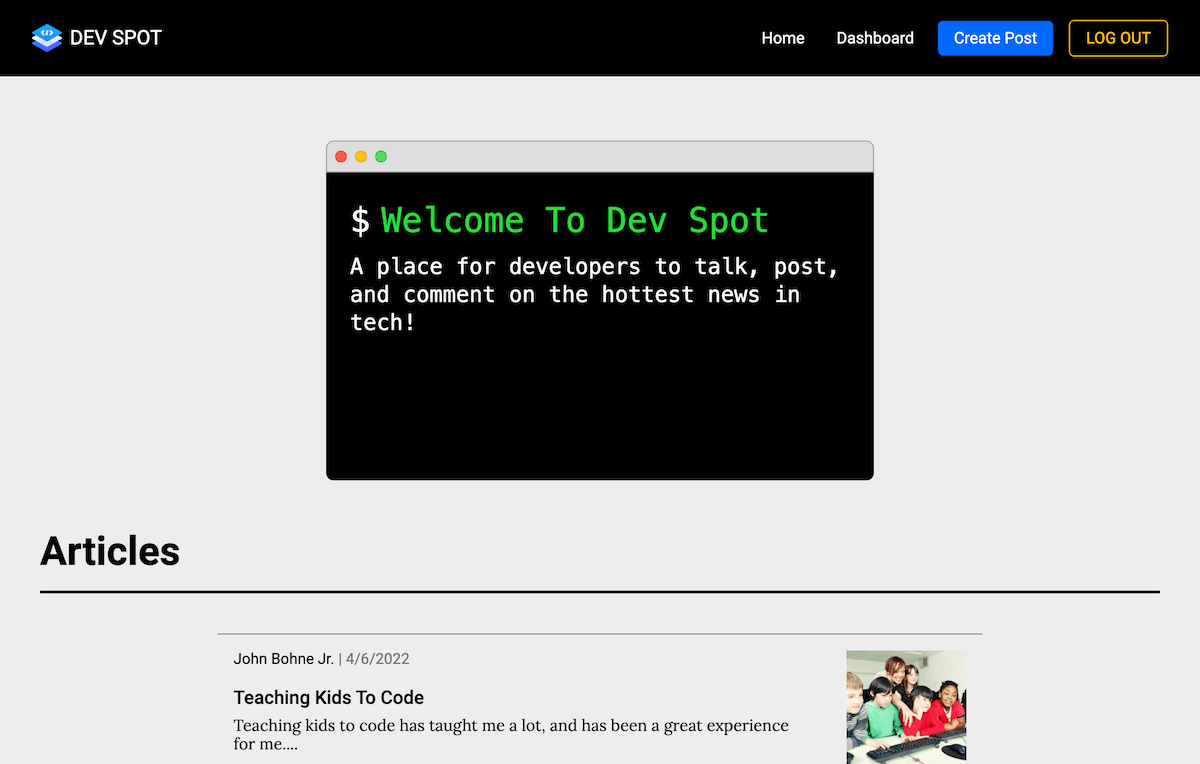 DEV SPOT
Home
Dashboard
Create Post
LOG OUT
$ Welcome To Dev Spot
A place for developers to talk, post,
and comment on the hottest news in
tech!
Articles
John Bohne Jr. | 4/6/2022
Teaching Kids To Code
Teaching kids to code has taught me a lot, and has been a great experience
for me....